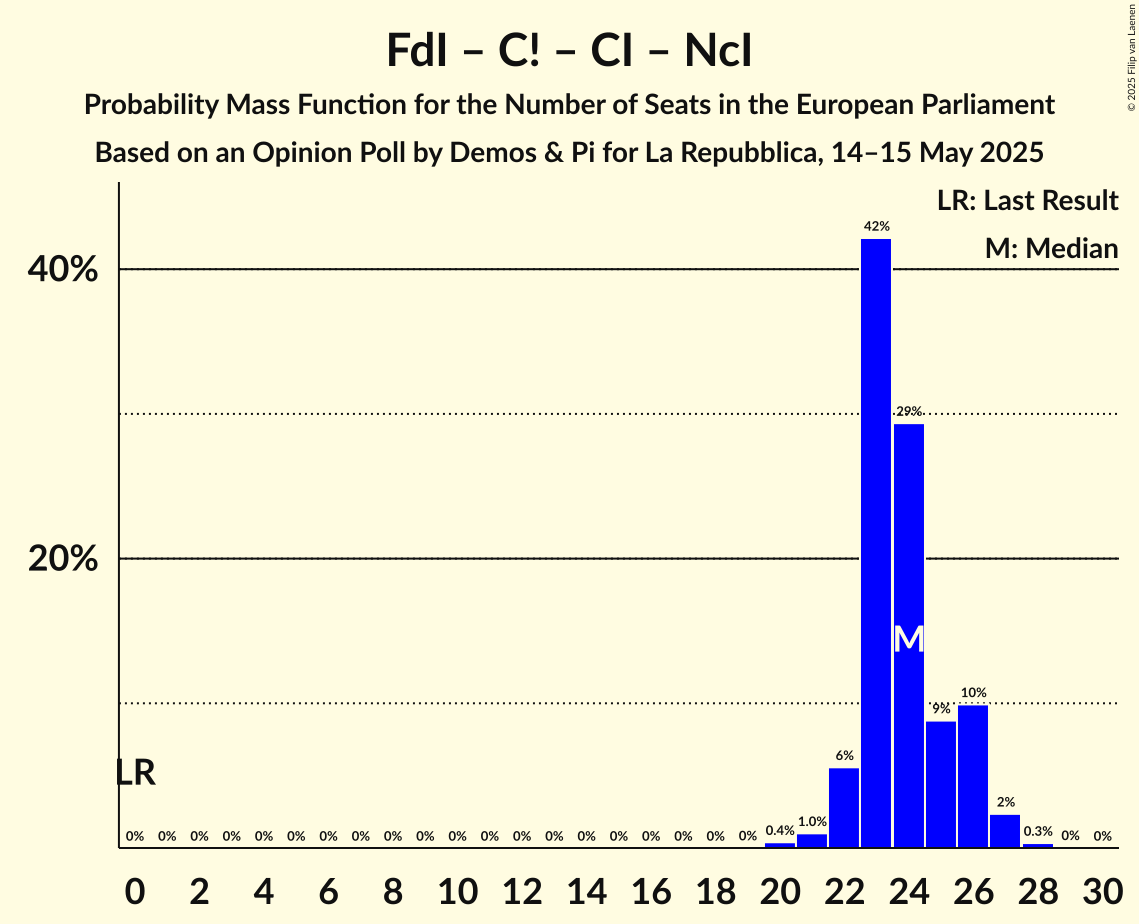 FdI – C! – CI – NcI
Probability Mass Function for the Number of Seats in the European Parliament
Based on an Opinion Poll by Demos & Pi for La Repubblica, 14–15 May 2025
© 2025 Filip van Laenen
LR: Last Result
M: Median
42%
40%
29%
20%
M
10%
9%
6%
LR
2%
0% 0% 0% 0% 0% 0% 0% 0% 0% 0% 0% 0% 0% 0% 0% 0% 0% 0% 0% 0% 0.4% 1.0% 0.3% 0% 0%
0 2 4 6 8 10 12 14 16 18 20 22 24 26 28 30